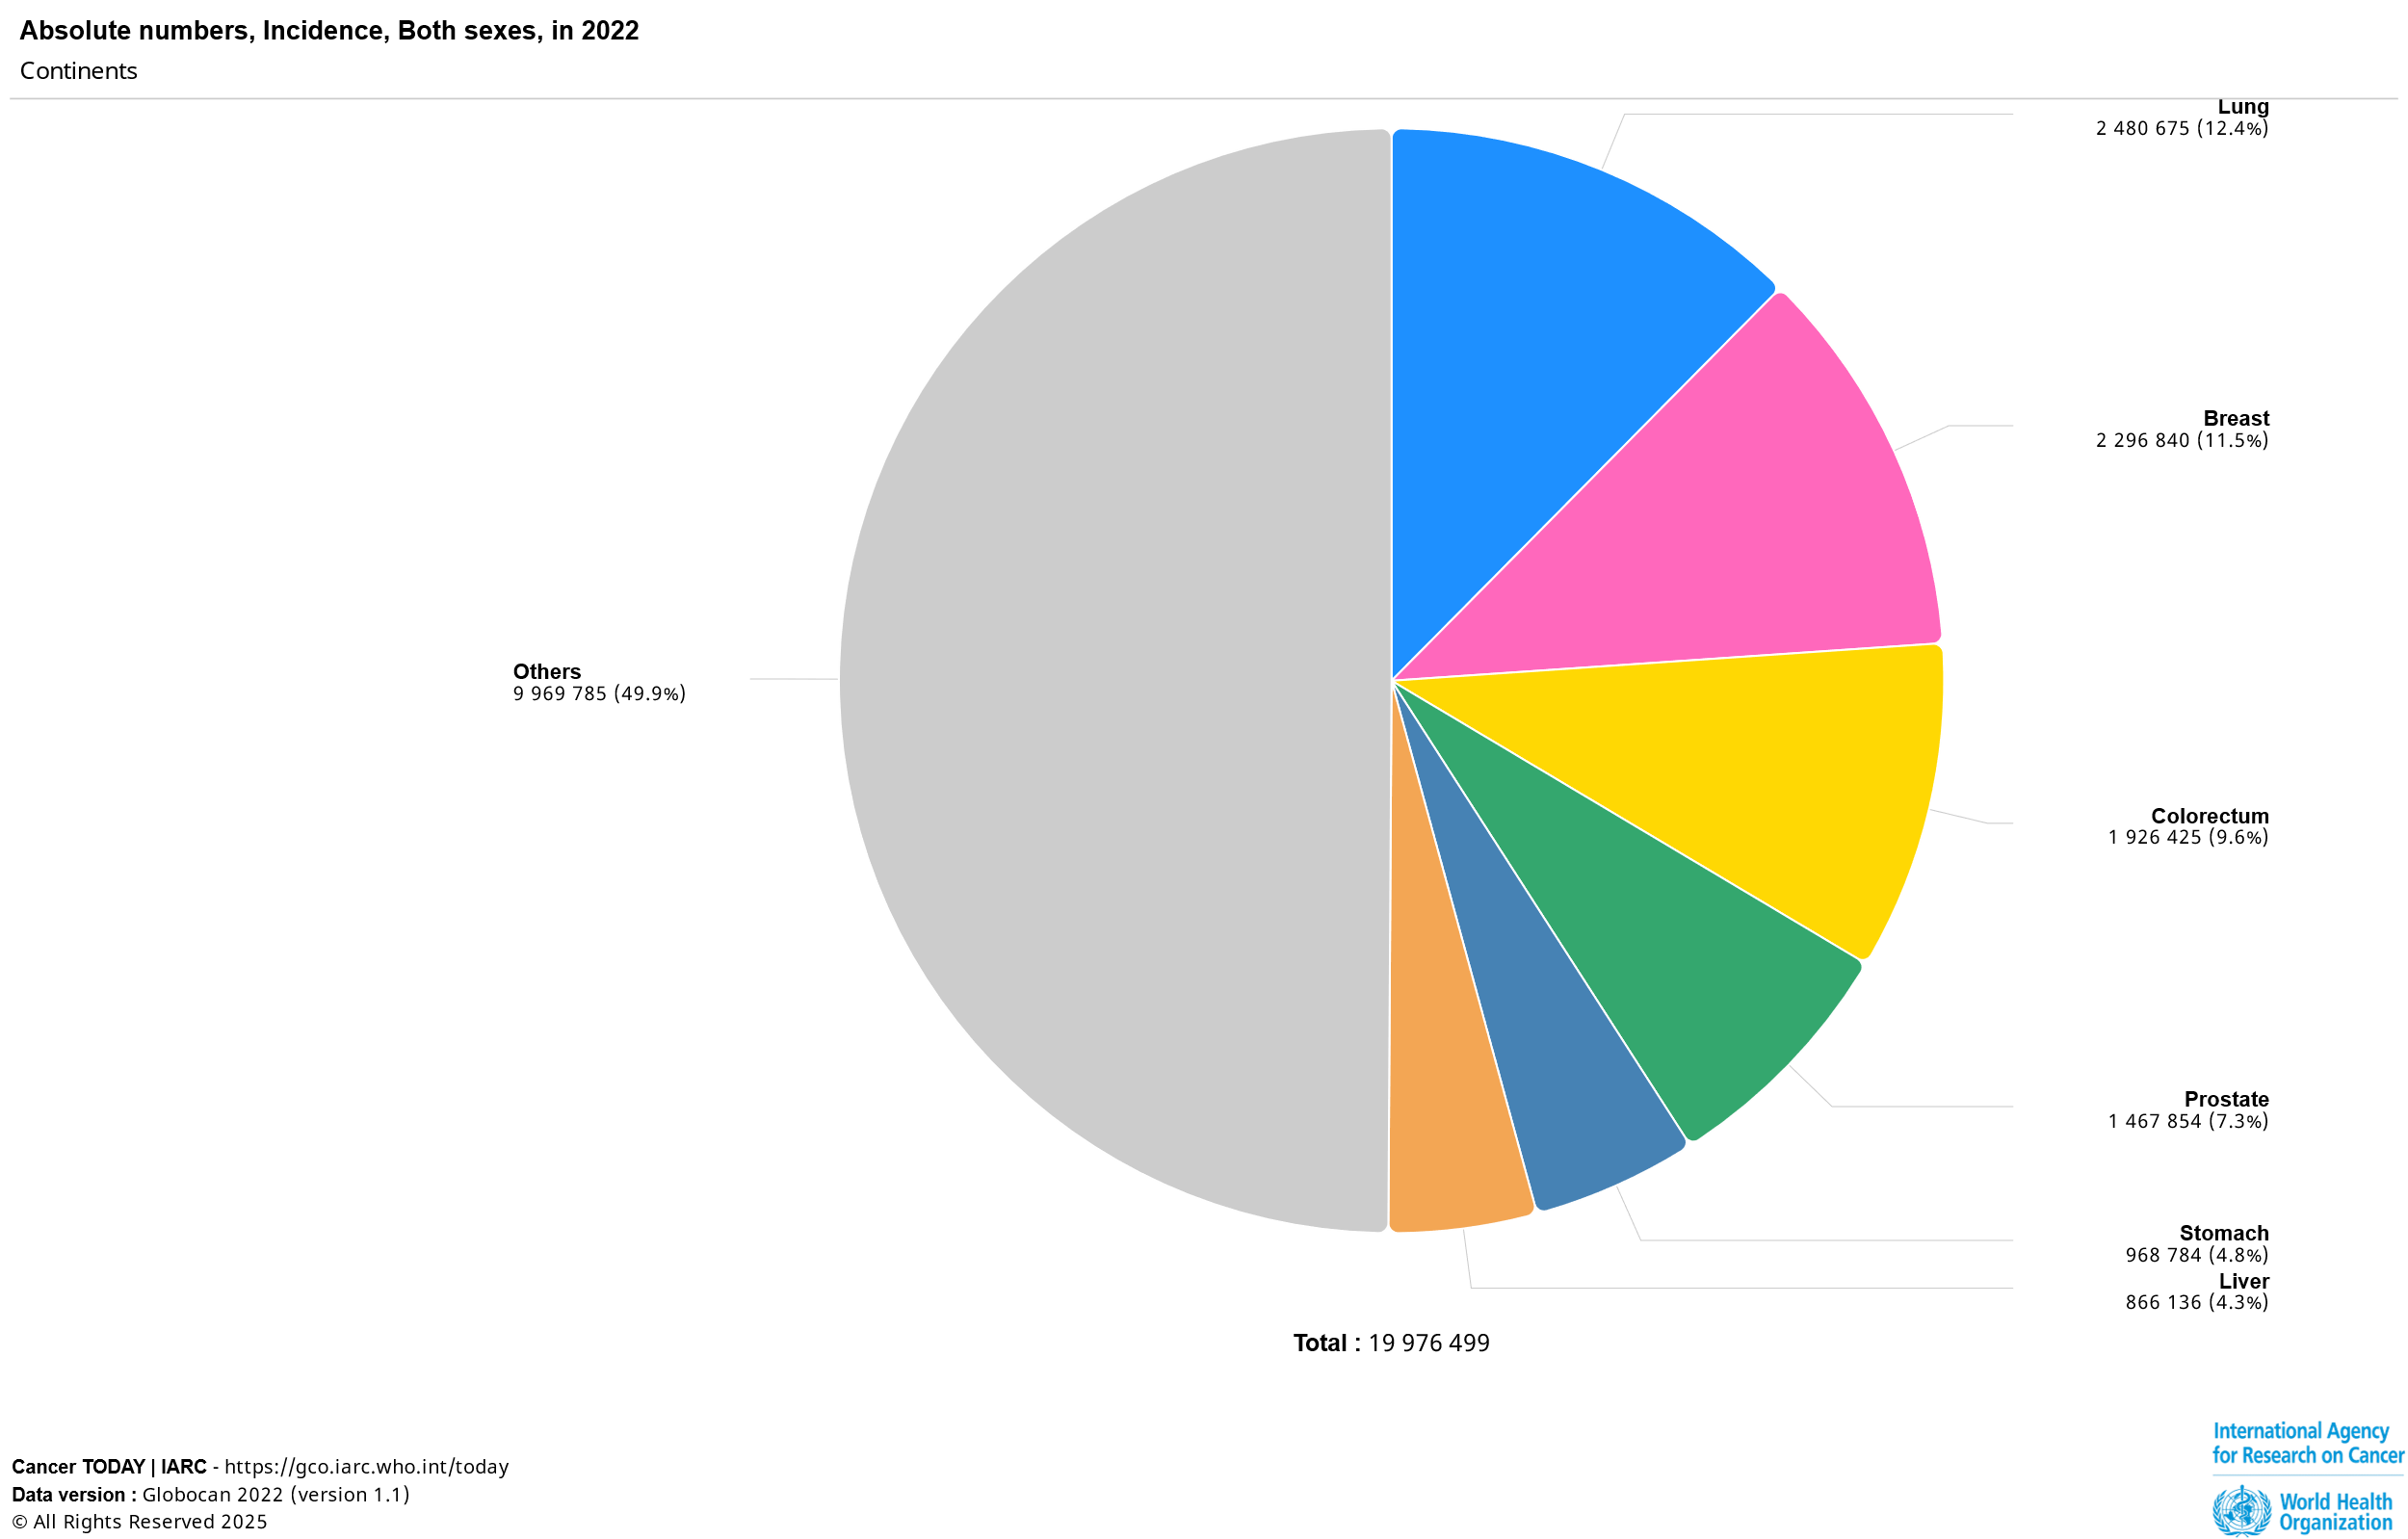 Absolute numbers, Incidence, Both sexes, in 2022
Continents
Lung
2 480 675 (12.4%)
Breast
2 296 840 (11.5%)
Others
9 969 785 (49.9%)
Colorectum
1 926 425 (9.6%)
Prostate
1 467 854 (7.3%)
Stomach
968 784 (4.8%)
Liver
866 136 (4.3%)
Total : 19 976 499
Cancer TODAY | IARC - https://gco.iarc.who.int/today
Data version : Globocan 2022 (version 1.1)
© All Rights Reserved 2025
International Agency
for Research on Cancer
World Health
Organization